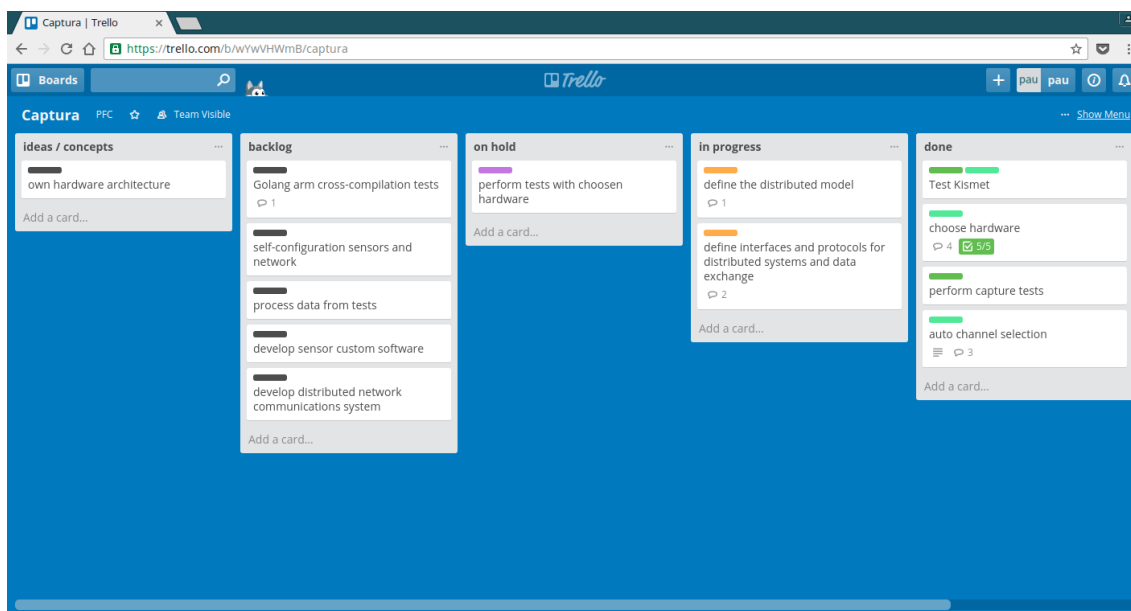 Captura | Trello
https://trello.com/b/wYwVHWmB/captura
Boards
Trello
pau pau
Captura PFC Team Visible
... Show Menu
ideas / concepts
own hardware architecture
Add a card...
backlog
Golang arm cross-compilation tests
1
self-configuration sensors and
network
process data from tests
develop sensor custom software
develop distributed network
communications system
Add a card...
on hold
perform tests with choosen
hardware
Add a card...
in progress
define the distributed model
1
define interfaces and protocols for
distributed systems and data
exchange
2
Add a card...
done
Test Kismet
choose hardware
4 5/5
perform capture tests
auto channel selection
3
Add a card...